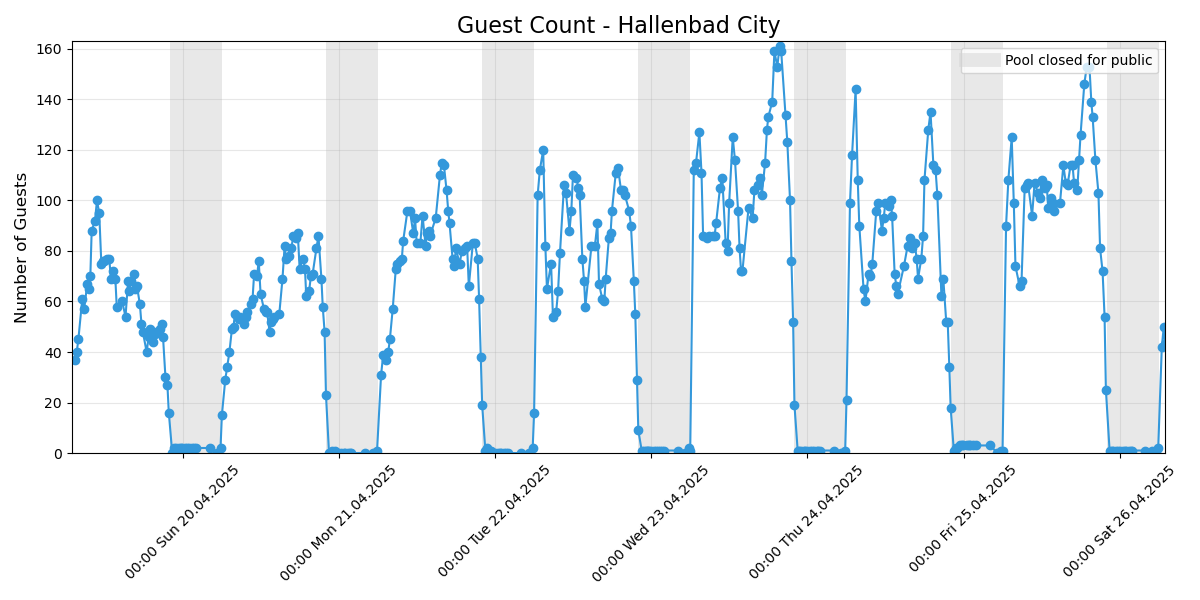 Guest Count - Hallenbad City
Pool closed for public
Number of Guests
160
140
120
100
80
60
40
20
0
00:00 Sun 20.04.2025
00:00 Mon 21.04.2025
00:00 Tue 22.04.2025
00:00 Wed 23.04.2025
00:00 Thu 24.04.2025
00:00 Fri 25.04.2025
00:00 Sat 26.04.2025